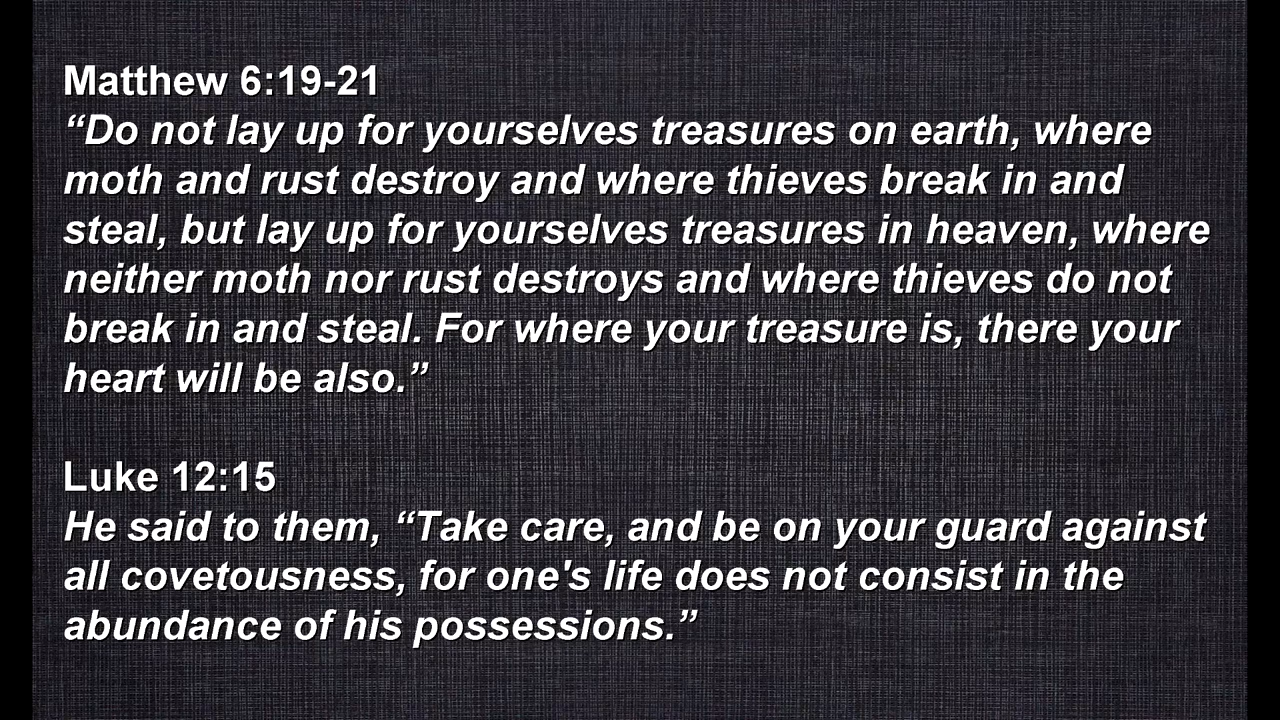 Matthew 6:19-21
“Do not lay up for yourselves treasures on earth, where
moth and rust destroy and where thieves break in and
steal, but lay up for yourselves treasures in heaven, where
neither moth nor rust destroys and where thieves do not
break in and steal. For where your treasure is, there your
heart will be also.”
Luke 12:15
He said to them, “Take care, and be on your guard against
all covetousness, for one's life does not consist in the
abundance of his possessions.”